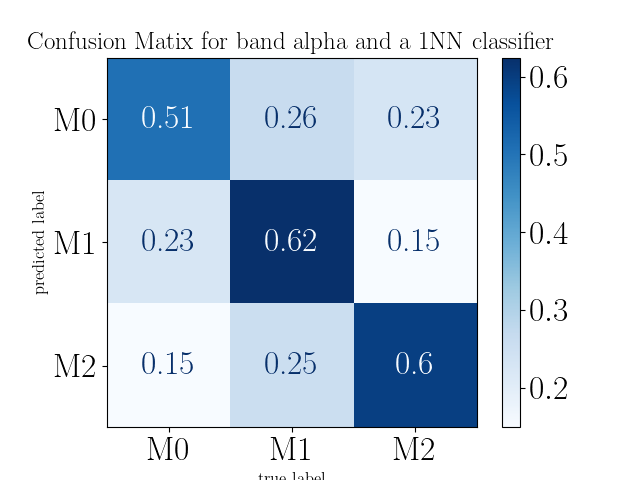 Confusion Matix for band alpha and a 1NN classifier
M0 0.51 0.26 0.23
M1 0.23 0.62 0.15
M2 0.15 0.25 0.6
M0 M1 M2
predicted label
true label
0.6
0.5
0.4
0.3
0.2